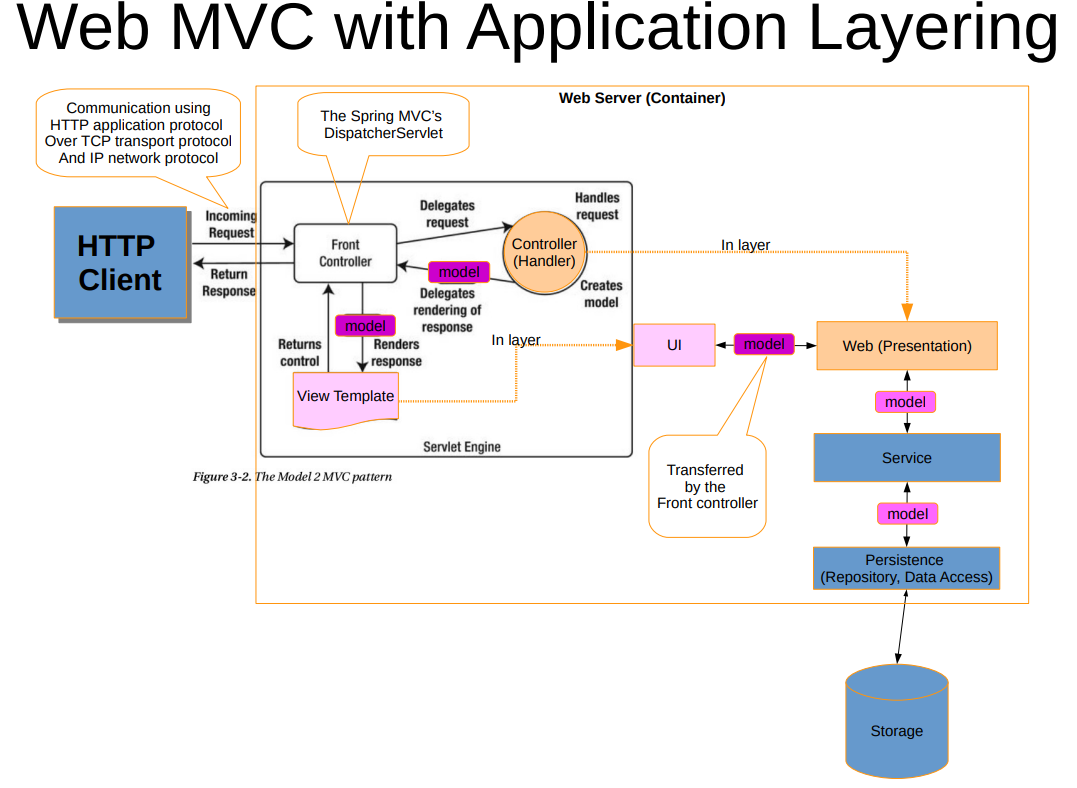 Web MVC with Application Layering
Communication using
HTTP application protocol
Over TCP transport protocol
And IP network protocol
The Spring MVC's
DispatcherServlet
Web Server (Container)
HTTP
Client
Incoming
Request
Return
Response
Front
Controller
Delegates
request
Handles
request
Controller
(Handler)
model
Delegates
rendering of
response
Creates
model
model
Returns
control
Renders
response
View Template
In layer
In layer
Servlet Engine
Figure 3-2. The Model 2 MVC pattern
UI
model
Web (Presentation)
model
Transferred
by the
Front controller
Service
model
Persistence
(Repository, Data Access)
Storage